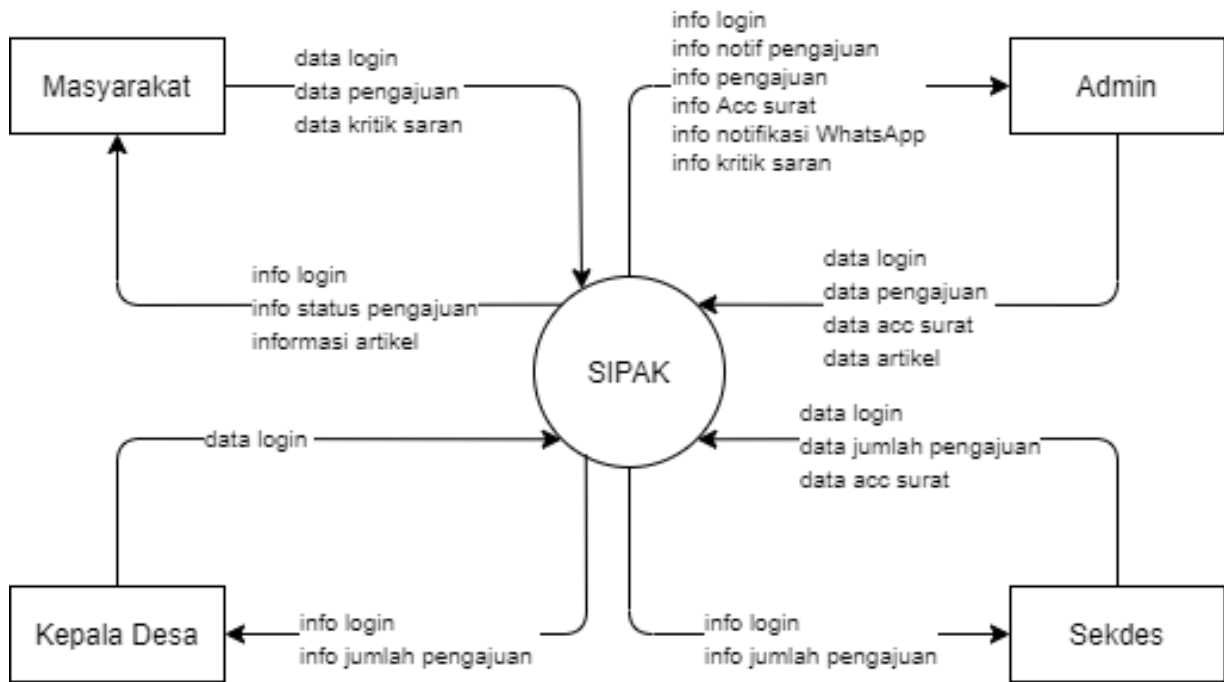 Masyarakat
data login
data pengajuan
data kritik saran
info login
info notif pengajuan
info pengajuan
info Acc surat
info notifikasi WhatsApp
info kritik saran
Admin
info login
info status pengajuan
informasi artikel
SIPAK
data login
data pengajuan
data acc surat
data artikel
data login
data login
data jumlah pengajuan
data acc surat
Kepala Desa
info login
info jumlah pengajuan
info login
info jumlah pengajuan
Sekdes